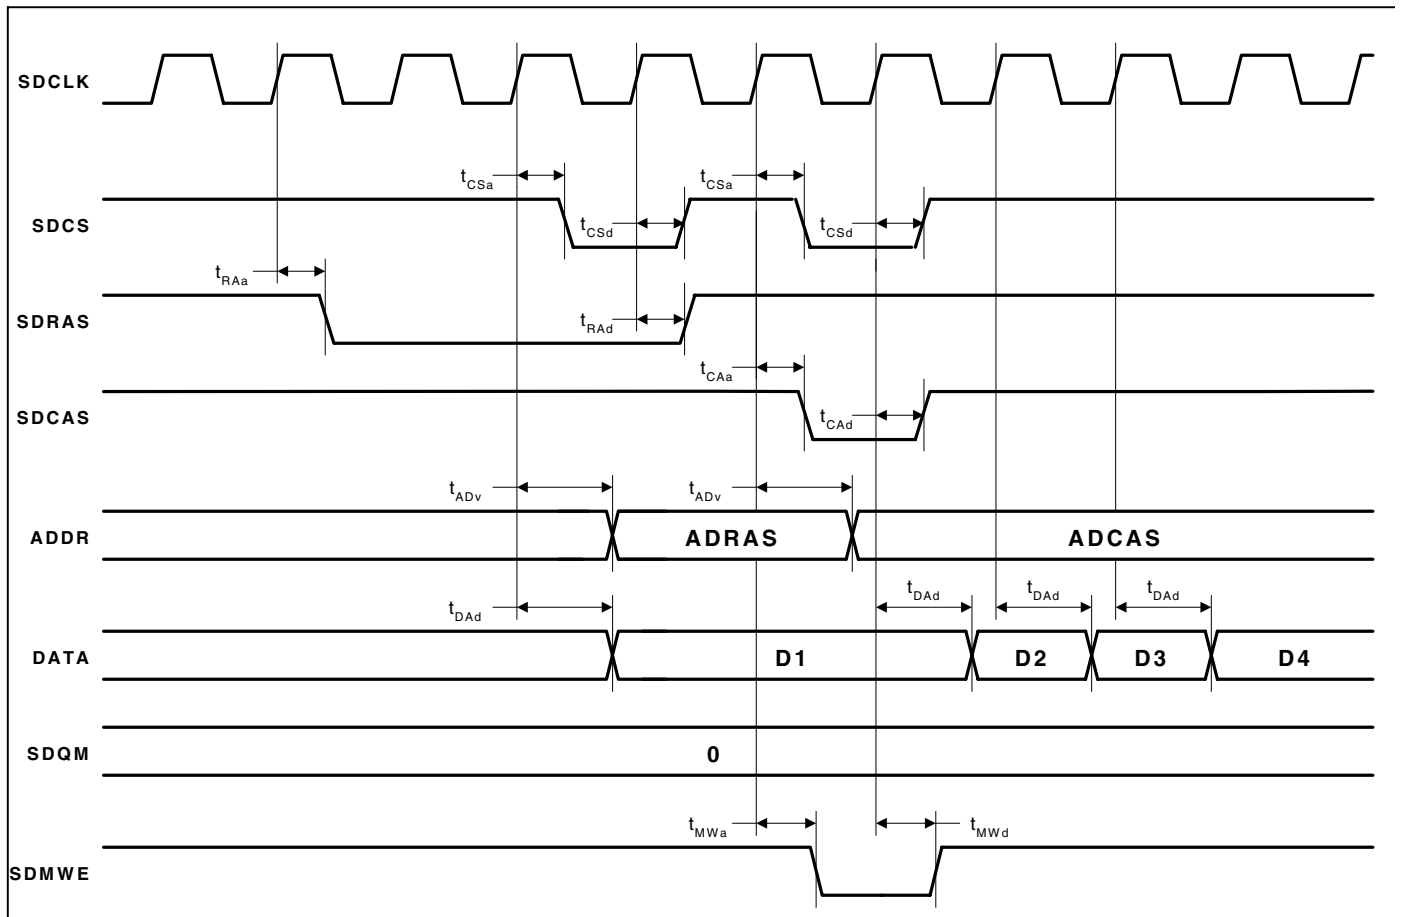 SDCLK
tCSa
tCSa
SDCS
tCSd
tCSd
tRAa
SDRAS
tRAd
tCAa
SDCAS
tCAd
tADv
tADv
ADDR
ADRAS
ADCAS
tDAd
tDAd
tDAd
tDAd
DATA
D1
D2
D3
D4
SDQM
0
tMWa
tMWd
SDMWE